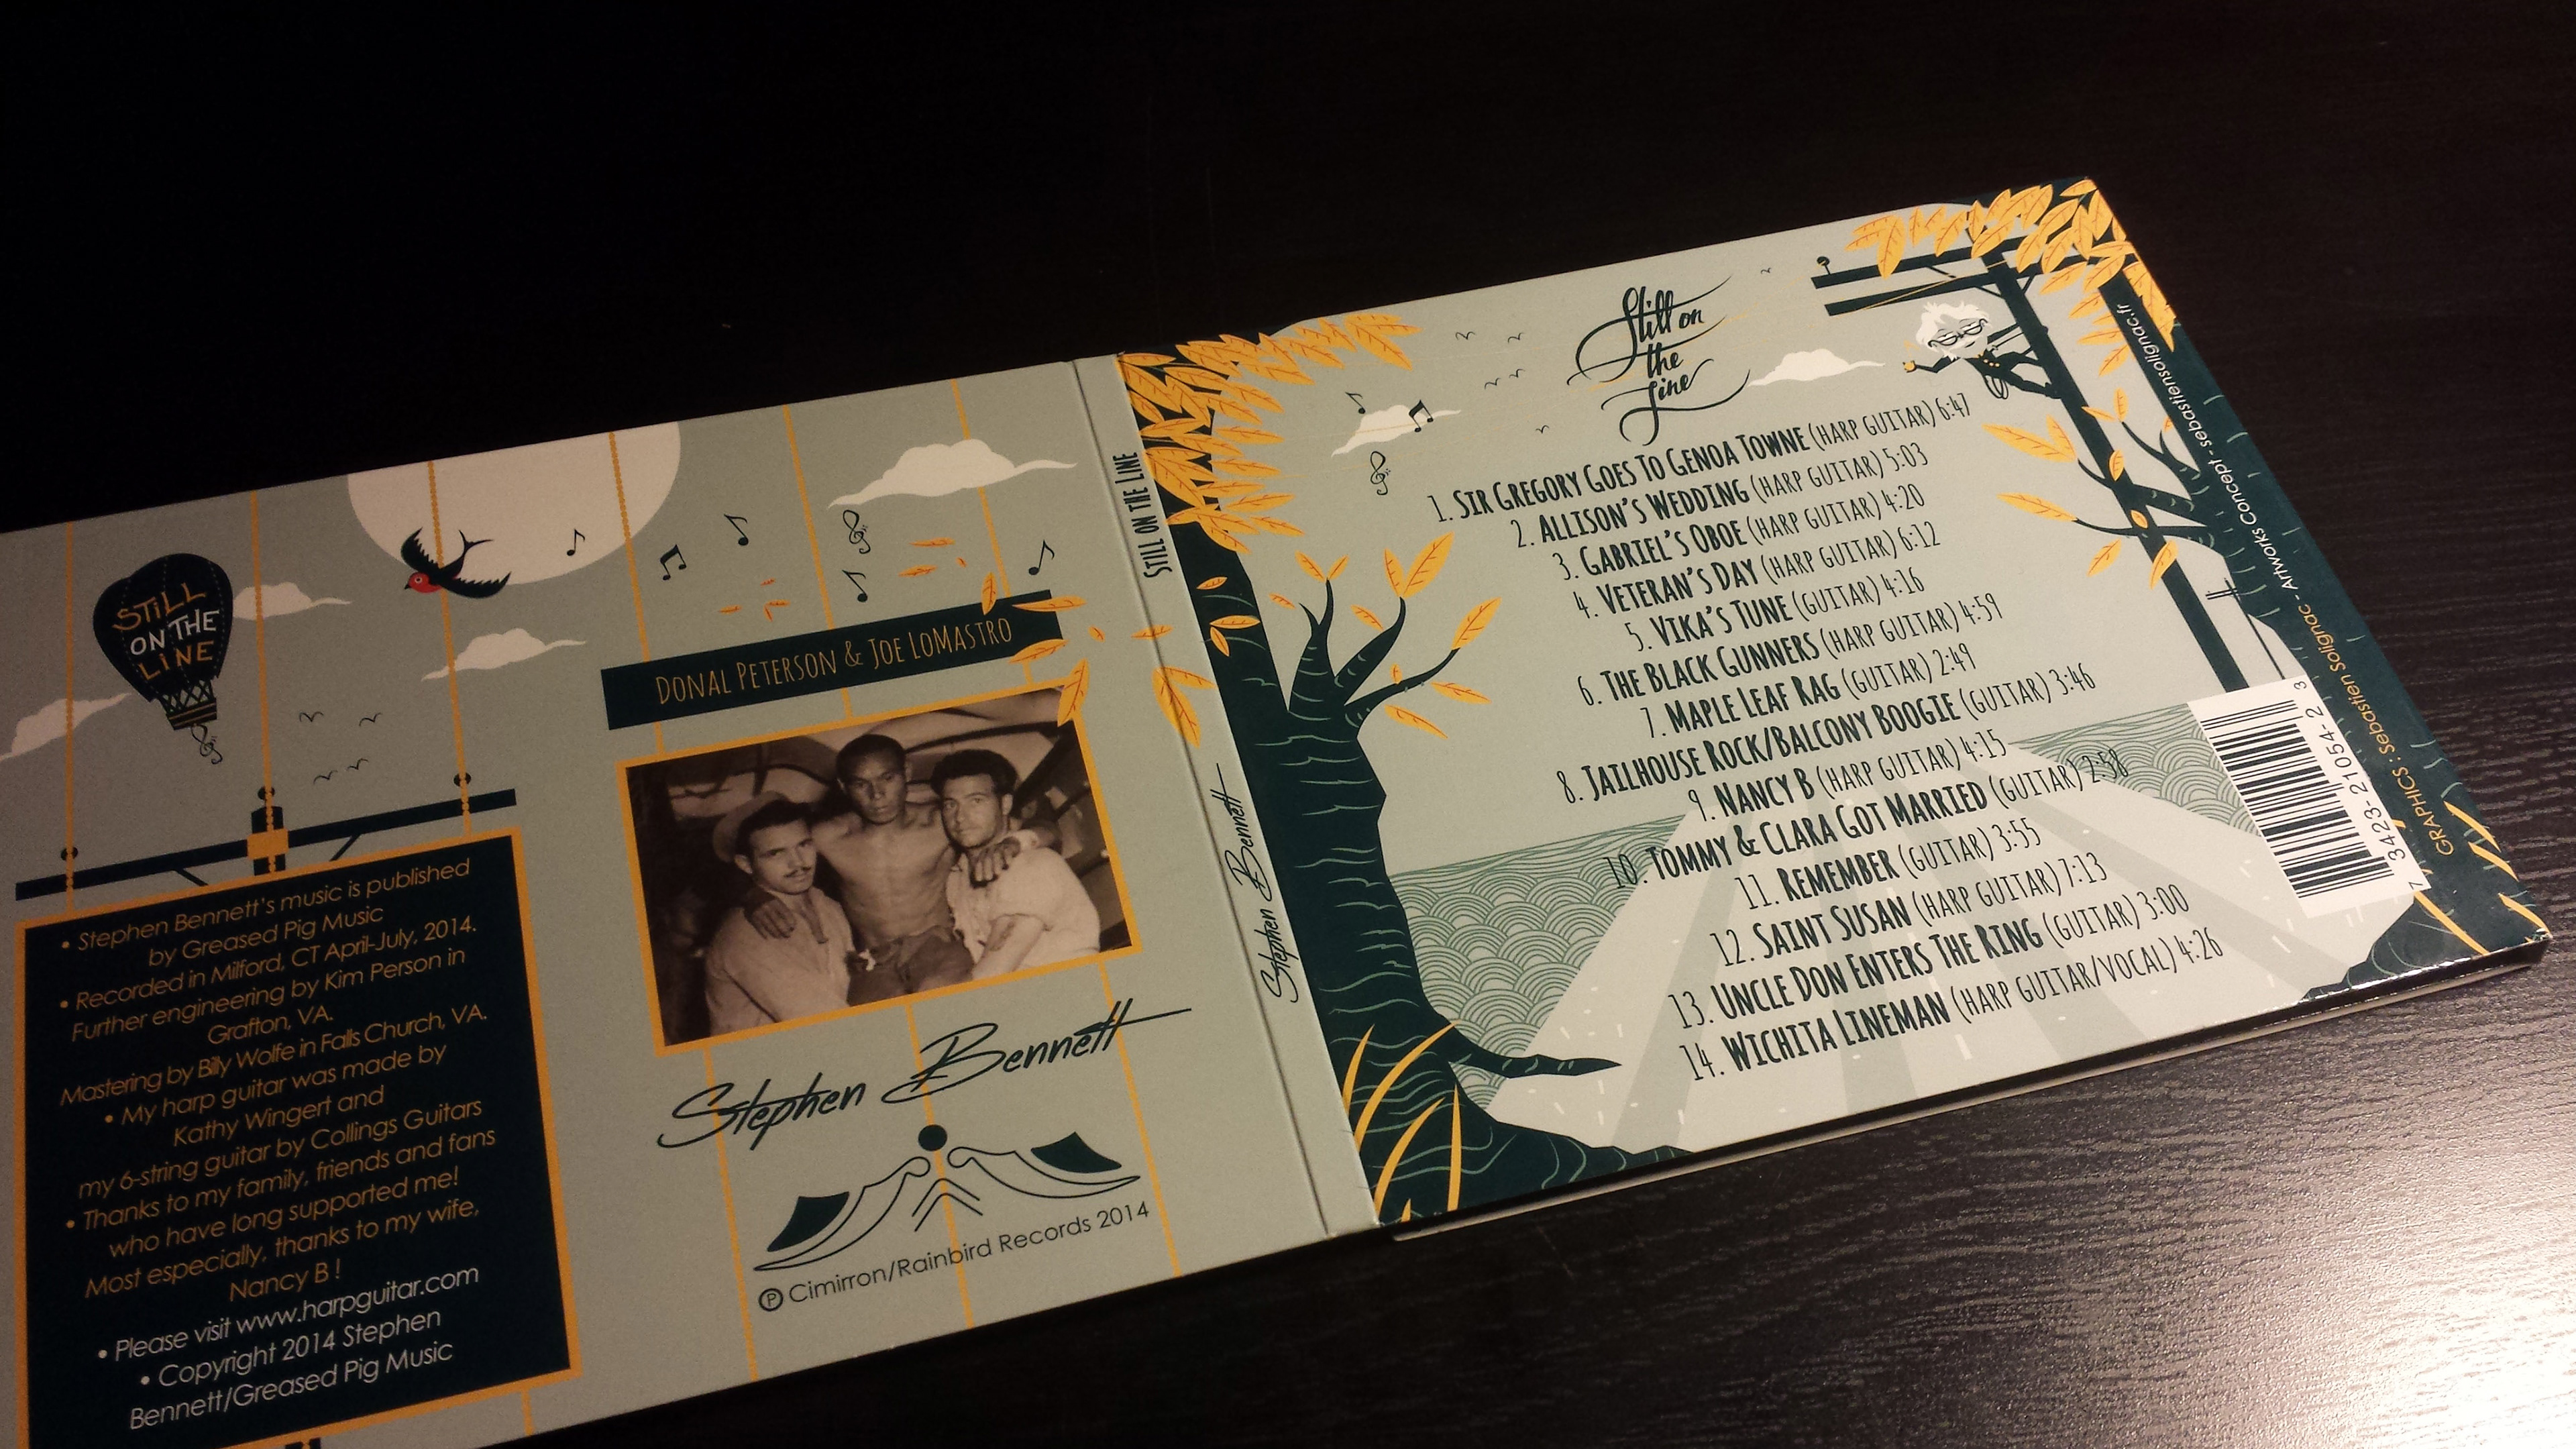 STILL
ON THE
LINE
DONAL PETERSON & JOE LOMASTRO
• Stephen Bennett's music is published
by Greased Pig Music
• Recorded in Milford, CT April-July, 2014.
Further engineering by Kim Person in
Grafton, VA.
Mastering by Billy Wolfe in Falls Church, VA.
• My harp guitar was made by
Kathy Wingert and
my 6-string guitar by Collings Guitars
• Thanks to my family, friends and fans
who have long supported me!
Most especially, thanks to my wife,
Nancy B !
• Please visit www.harpguitar.com
• Copyright 2014 Stephen
Bennett/Greased Pig Music
Stephen Bennett
Ⓟ Cimirron/Rainbird Records 2014
STILL ON THE LINE
Stephen Bennett
Still on
the
Line
1. SIR GREGORY GOES TO GENOA TOWNE (HARP GUITAR) 6:47
2. ALLISON'S WEDDING (HARP GUITAR) 5:03
3. GABRIEL'S OBOE (HARP GUITAR) 4:20
4. VETERAN'S DAY (HARP GUITAR) 6:12
5. VIKA'S TUNE (GUITAR) 4:16
6. THE BLACK GUNNERS (HARP GUITAR) 4:59
7. MAPLE LEAF RAG (GUITAR) 2:49
8. JAILHOUSE ROCK/BALCONY BOOGIE (GUITAR) 3:46
9. NANCY B (HARP GUITAR) 4:15
10. TOMMY & CLARA GOT MARRIED (GUITAR) 2:58
11. REMEMBER (GUITAR) 3:55
12. SAINT SUSAN (HARP GUITAR) 7:13
13. UNCLE DON ENTERS THE RING (GUITAR) 3:00
14. WICHITA LINEMAN (HARP GUITAR/VOCAL) 4:26
7 3423-21054-2 3
GRAPHICS : Sebastien Solignac - Artworks Concept - sebastiensolignac.fr